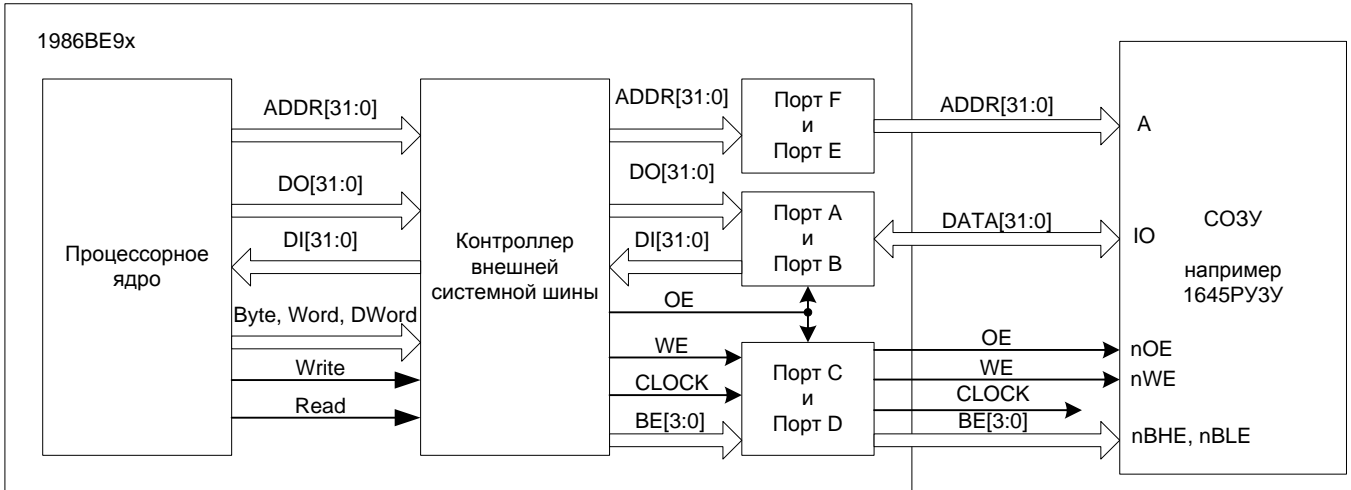 1986ВЕ9х
Процессорное
ядро
ADDR[31:0]
DO[31:0]
DI[31:0]
Byte, Word, DWord
Write
Read
Контроллер
внешней
системной шины
ADDR[31:0]
DO[31:0]
DI[31:0]
OE
WE
CLOCK
BE[3:0]
Порт F
и
Порт E
Порт A
и
Порт B
Порт C
и
Порт D
ADDR[31:0]
DATA[31:0]
OE
WE
CLOCK
BE[3:0]
A
IO
nOE
nWE
nBHE, nBLE
СОЗУ
например
1645РУ3У